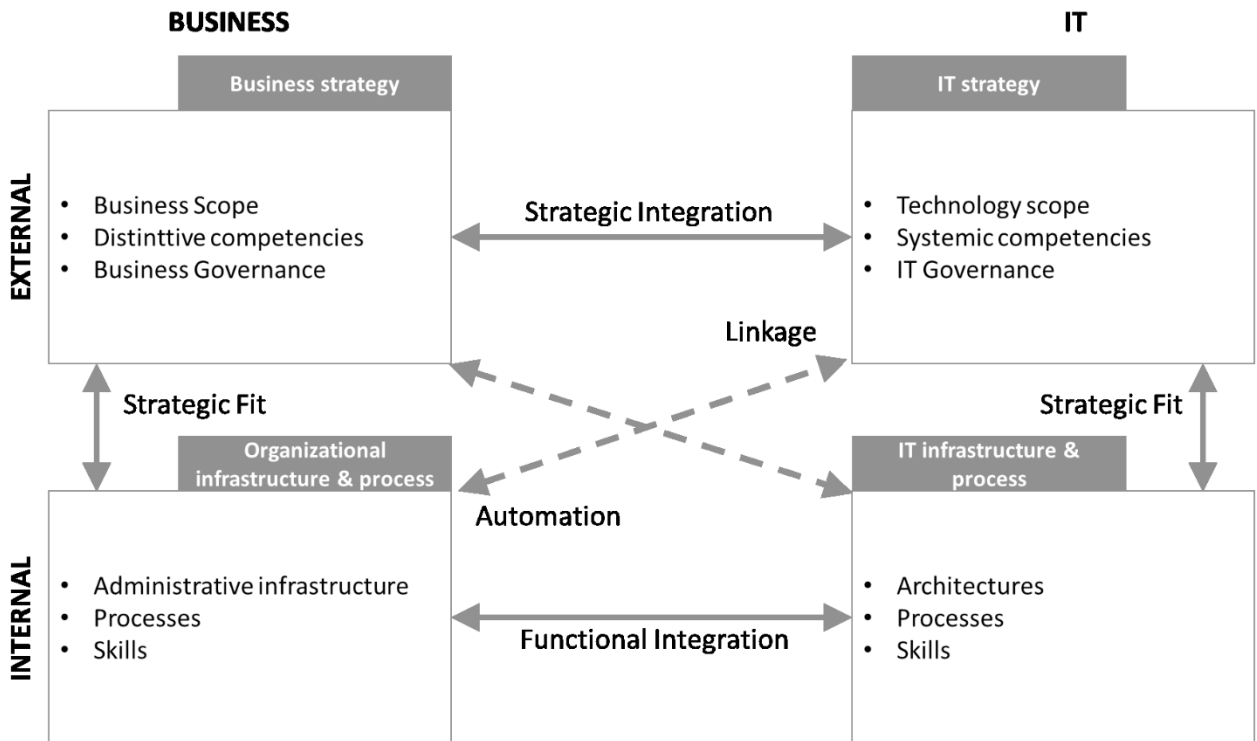 BUSINESS
IT
Business strategy
IT strategy
EXTERNAL
• Business Scope
• Distinttive competencies
• Business Governance
Strategic Integration
• Technology scope
• Systemic competencies
• IT Governance
Linkage
Strategic Fit
Strategic Fit
Organizational
infrastructure & process
IT infrastructure &
process
Automation
INTERNAL
• Administrative infrastructure
• Processes
• Skills
Functional Integration
• Architectures
• Processes
• Skills